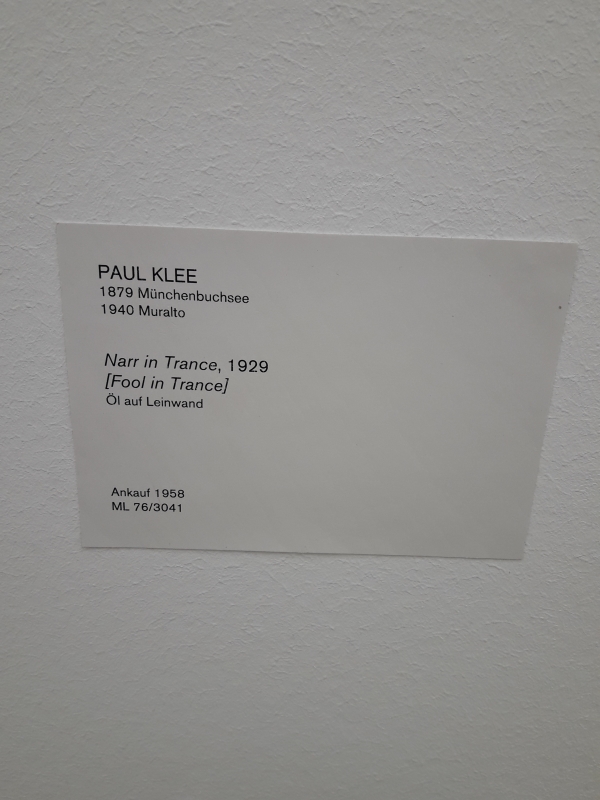 PAUL KLEE
1879 Münchenbuchsee
1940 Muralto
Narr in Trance, 1929
[Fool in Trance]
Öl auf Leinwand
Ankauf 1958
ML 76/3041